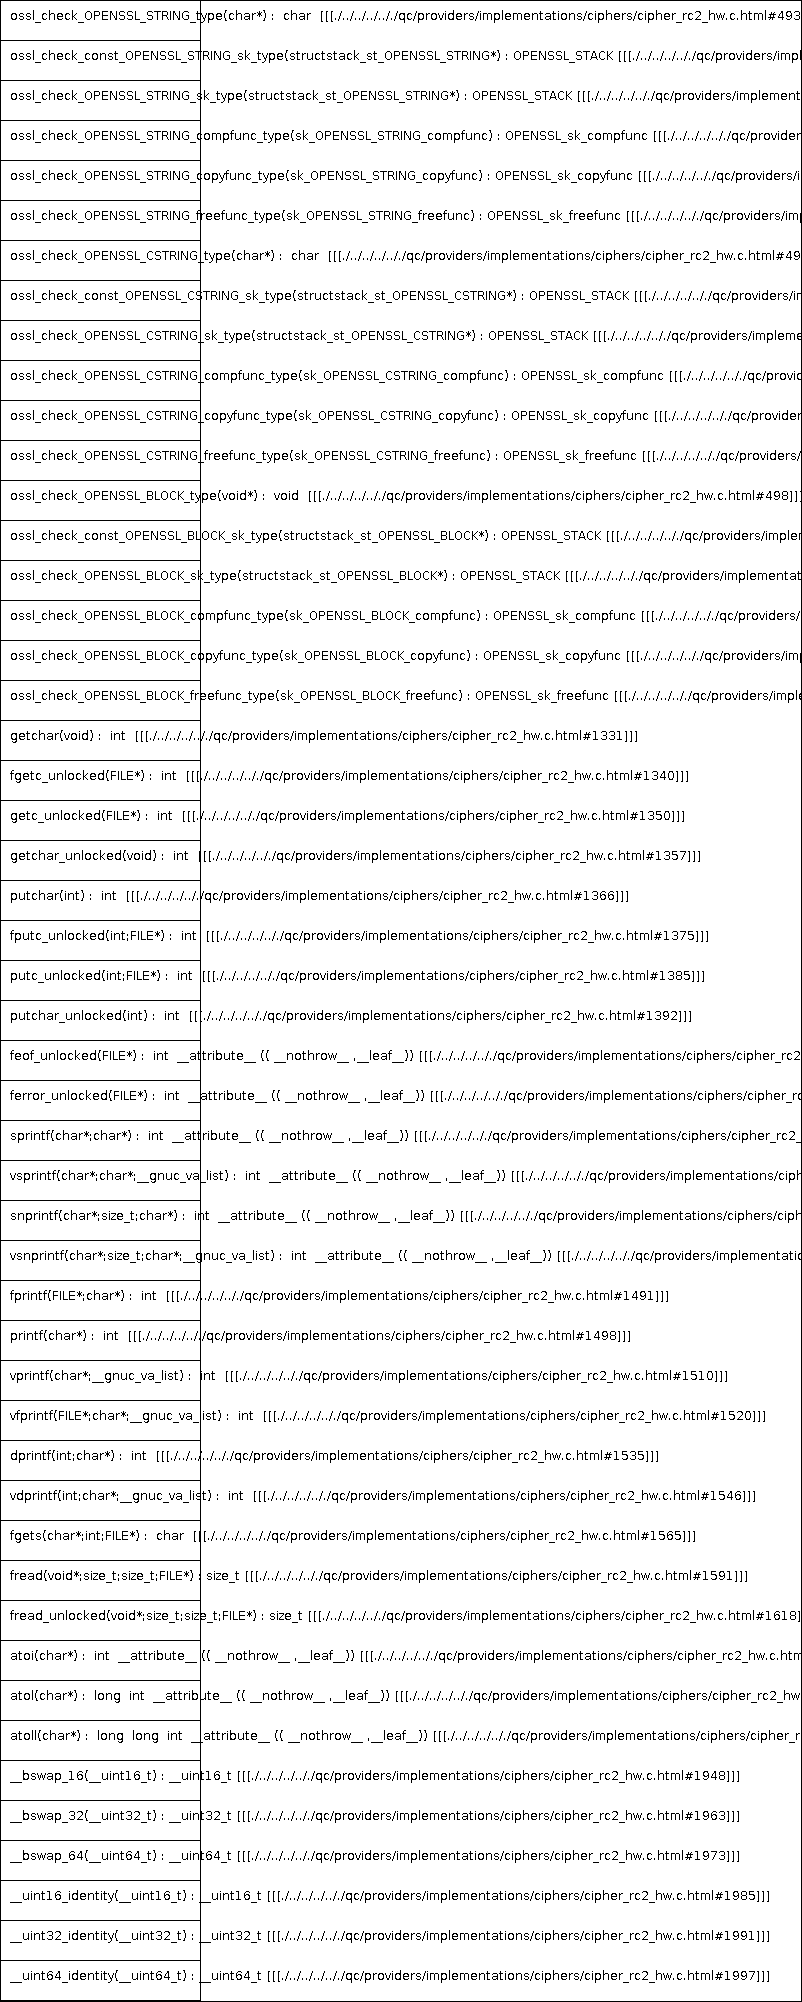 ossl_check_OPENSSL_STRING_type(char*) : char [[[./../../../../../qc/providers/implementations/ciphers/cipher_rc2_hw.c.html#493
ossl_check_const_OPENSSL_STRING_sk_type(structstack_st_OPENSSL_STRING*) : OPENSSL_STACK [[[./../../../../../qc/providers/impl
ossl_check_OPENSSL_STRING_sk_type(structstack_st_OPENSSL_STRING*) : OPENSSL_STACK [[[./../../../../../qc/providers/implement
ossl_check_OPENSSL_STRING_compfunc_type(sk_OPENSSL_STRING_compfunc) : OPENSSL_sk_compfunc [[[./../../../../../qc/provider
ossl_check_OPENSSL_STRING_copyfunc_type(sk_OPENSSL_STRING_copyfunc) : OPENSSL_sk_copyfunc [[[./../../../../../qc/providers/i
ossl_check_OPENSSL_STRING_freefunc_type(sk_OPENSSL_STRING_freefunc) : OPENSSL_sk_freefunc [[[./../../../../../qc/providers/im
ossl_check_OPENSSL_CSTRING_type(char*) : char [[[./../../../../../qc/providers/implementations/ciphers/cipher_rc2_hw.c.html#49
ossl_check_const_OPENSSL_CSTRING_sk_type(structstack_st_OPENSSL_CSTRING*) : OPENSSL_STACK [[[./../../../../../qc/providers/i
ossl_check_OPENSSL_CSTRING_sk_type(structstack_st_OPENSSL_CSTRING*) : OPENSSL_STACK [[[./../../../../../qc/providers/impleme
ossl_check_OPENSSL_CSTRING_compfunc_type(sk_OPENSSL_CSTRING_compfunc) : OPENSSL_sk_compfunc [[[./../../../../../qc/provid
ossl_check_OPENSSL_CSTRING_copyfunc_type(sk_OPENSSL_CSTRING_copyfunc) : OPENSSL_sk_copyfunc [[[./../../../../../qc/provider
ossl_check_OPENSSL_CSTRING_freefunc_type(sk_OPENSSL_CSTRING_freefunc) : OPENSSL_sk_freefunc [[[./../../../../../qc/providers/
ossl_check_OPENSSL_BLOCK_type(void*) : void [[[./../../../../../qc/providers/implementations/ciphers/cipher_rc2_hw.c.html#498]]]
ossl_check_const_OPENSSL_BLOCK_sk_type(structstack_st_OPENSSL_BLOCK*) : OPENSSL_STACK [[[./../../../../../qc/providers/implem
ossl_check_OPENSSL_BLOCK_sk_type(structstack_st_OPENSSL_BLOCK*) : OPENSSL_STACK [[[./../../../../../qc/providers/implementat
ossl_check_OPENSSL_BLOCK_compfunc_type(sk_OPENSSL_BLOCK_compfunc) : OPENSSL_sk_compfunc [[[./../../../../../qc/providers/
ossl_check_OPENSSL_BLOCK_copyfunc_type(sk_OPENSSL_BLOCK_copyfunc) : OPENSSL_sk_copyfunc [[[./../../../../../qc/providers/im
ossl_check_OPENSSL_BLOCK_freefunc_type(sk_OPENSSL_BLOCK_freefunc) : OPENSSL_sk_freefunc [[[./../../../../../qc/providers/imple
getchar(void) : int [[[./../../../../../qc/providers/implementations/ciphers/cipher_rc2_hw.c.html#1331]]]
fgetc_unlocked(FILE*) : int [[[./../../../../../qc/providers/implementations/ciphers/cipher_rc2_hw.c.html#1340]]]
getc_unlocked(FILE*) : int [[[./../../../../../qc/providers/implementations/ciphers/cipher_rc2_hw.c.html#1350]]]
getchar_unlocked(void) : int [[[./../../../../../qc/providers/implementations/ciphers/cipher_rc2_hw.c.html#1357]]]
putchar(int) : int [[[./../../../../../qc/providers/implementations/ciphers/cipher_rc2_hw.c.html#1366]]]
fputc_unlocked(int;FILE*) : int [[[./../../../../../qc/providers/implementations/ciphers/cipher_rc2_hw.c.html#1375]]]
putc_unlocked(int;FILE*) : int [[[./../../../../../qc/providers/implementations/ciphers/cipher_rc2_hw.c.html#1385]]]
putchar_unlocked(int) : int [[[./../../../../../qc/providers/implementations/ciphers/cipher_rc2_hw.c.html#1392]]]
feof_unlocked(FILE*) : int __attribute__ (( __nothrow__ ,__leaf__)) [[[./../../../../../qc/providers/implementations/ciphers/cipher_rc2
ferror_unlocked(FILE*) : int __attribute__ (( __nothrow__ ,__leaf__)) [[[./../../../../../qc/providers/implementations/ciphers/cipher_rc
sprintf(char*;char*) : int __attribute__ (( __nothrow__ ,__leaf__)) [[[./../../../../../qc/providers/implementations/ciphers/cipher_rc2_
vsprintf(char*;char*;__gnuc_va_list) : int __attribute__ (( __nothrow__ ,__leaf__)) [[[./../../../../../qc/providers/implementations/ciph
snprintf(char*;size_t;char*) : int __attribute__ (( __nothrow__ ,__leaf__)) [[[./../../../../../qc/providers/implementations/ciphers/ciph
vsnprintf(char*;size_t;char*;__gnuc_va_list) : int __attribute__ (( __nothrow__ ,__leaf__)) [[[./../../../../../qc/providers/implementatio
fprintf(FILE*;char*) : int [[[./../../../../../qc/providers/implementations/ciphers/cipher_rc2_hw.c.html#1491]]]
printf(char*) : int [[[./../../../../../qc/providers/implementations/ciphers/cipher_rc2_hw.c.html#1498]]]
vprintf(char*;__gnuc_va_list) : int [[[./../../../../../qc/providers/implementations/ciphers/cipher_rc2_hw.c.html#1510]]]
vfprintf(FILE*;char*;__gnuc_va_list) : int [[[./../../../../../qc/providers/implementations/ciphers/cipher_rc2_hw.c.html#1520]]]
dprintf(int;char*) : int [[[./../../../../../qc/providers/implementations/ciphers/cipher_rc2_hw.c.html#1535]]]
vdprintf(int;char*;__gnuc_va_list) : int [[[./../../../../../qc/providers/implementations/ciphers/cipher_rc2_hw.c.html#1546]]]
fgets(char*;int;FILE*) : char [[[./../../../../../qc/providers/implementations/ciphers/cipher_rc2_hw.c.html#1565]]]
fread(void*;size_t;size_t;FILE*) : size_t [[[./../../../../../qc/providers/implementations/ciphers/cipher_rc2_hw.c.html#1591]]]
fread_unlocked(void*;size_t;size_t;FILE*) : size_t [[[./../../../../../qc/providers/implementations/ciphers/cipher_rc2_hw.c.html#1618]
atoi(char*) : int __attribute__ (( __nothrow__ ,__leaf__)) [[[./../../../../../qc/providers/implementations/ciphers/cipher_rc2_hw.c.htm
atol(char*) : long int __attribute__ (( __nothrow__ ,__leaf__)) [[[./../../../../../qc/providers/implementations/ciphers/cipher_rc2_hw
atoll(char*) : long long int __attribute__ (( __nothrow__ ,__leaf__)) [[[./../../../../../qc/providers/implementations/ciphers/cipher_r
__bswap_16(__uint16_t) : __uint16_t [[[./../../../../../qc/providers/implementations/ciphers/cipher_rc2_hw.c.html#1948]]]
__bswap_32(__uint32_t) : __uint32_t [[[./../../../../../qc/providers/implementations/ciphers/cipher_rc2_hw.c.html#1963]]]
__bswap_64(__uint64_t) : __uint64_t [[[./../../../../../qc/providers/implementations/ciphers/cipher_rc2_hw.c.html#1973]]]
__uint16_identity(__uint16_t) : __uint16_t [[[./../../../../../qc/providers/implementations/ciphers/cipher_rc2_hw.c.html#1985]]]
__uint32_identity(__uint32_t) : __uint32_t [[[./../../../../../qc/providers/implementations/ciphers/cipher_rc2_hw.c.html#1991]]]
__uint64_identity(__uint64_t) : __uint64_t [[[./../../../../../qc/providers/implementations/ciphers/cipher_rc2_hw.c.html#1997]]]